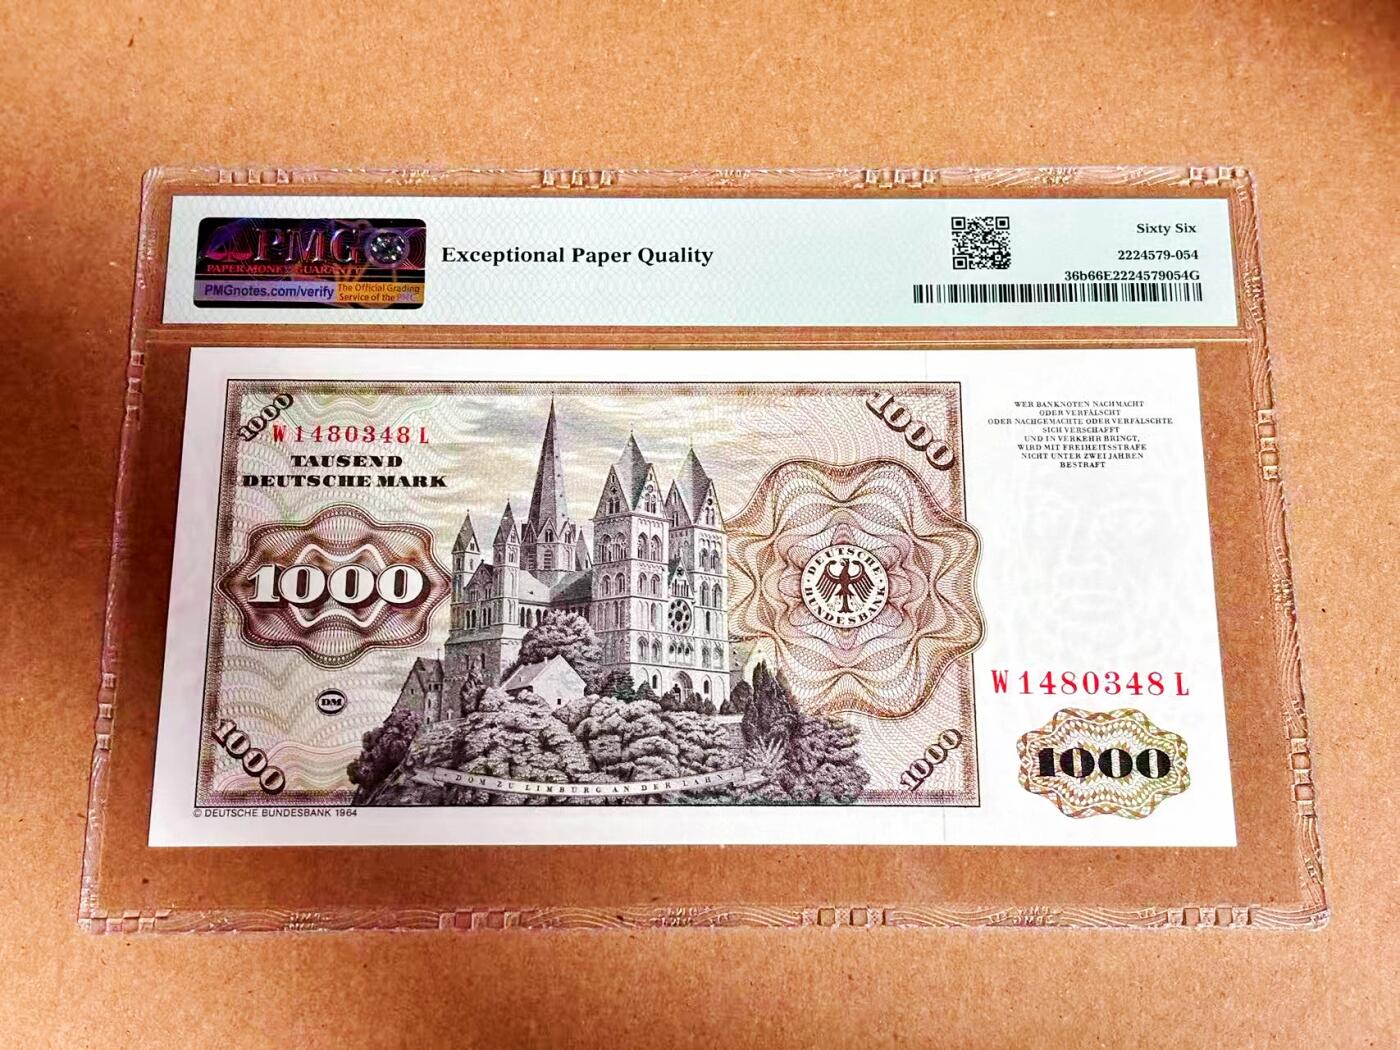 PMG
PAPER MONEY GUARANTY
PMGnotes.com/verify
The Official Grading
Service of the PNG
Exceptional Paper Quality
Sixty Six
2224579-054
36b66E2224579054G
1000
W1480348L
TAUSEND
DEUTSCHE MARK
1000
1000
DM
1000
1000
DEUTSCHE
BUNDESBANK
DOM ZU LIMBURG AN DER LAHN
© DEUTSCHE BUNDESBANK 1964
WER BANKNOTEN NACHMACHT
ODER VERFÄLSCHT
ODER NACHGEMACHTE ODER VERFÄLSCHTE
SICH VERSCHAFFT
UND IN VERKEHR BRINGT,
WIRD MIT FREIHEITSSTRAFE
NICHT UNTER ZWEI JAHREN
BESTRAFT
W1480348L
1000